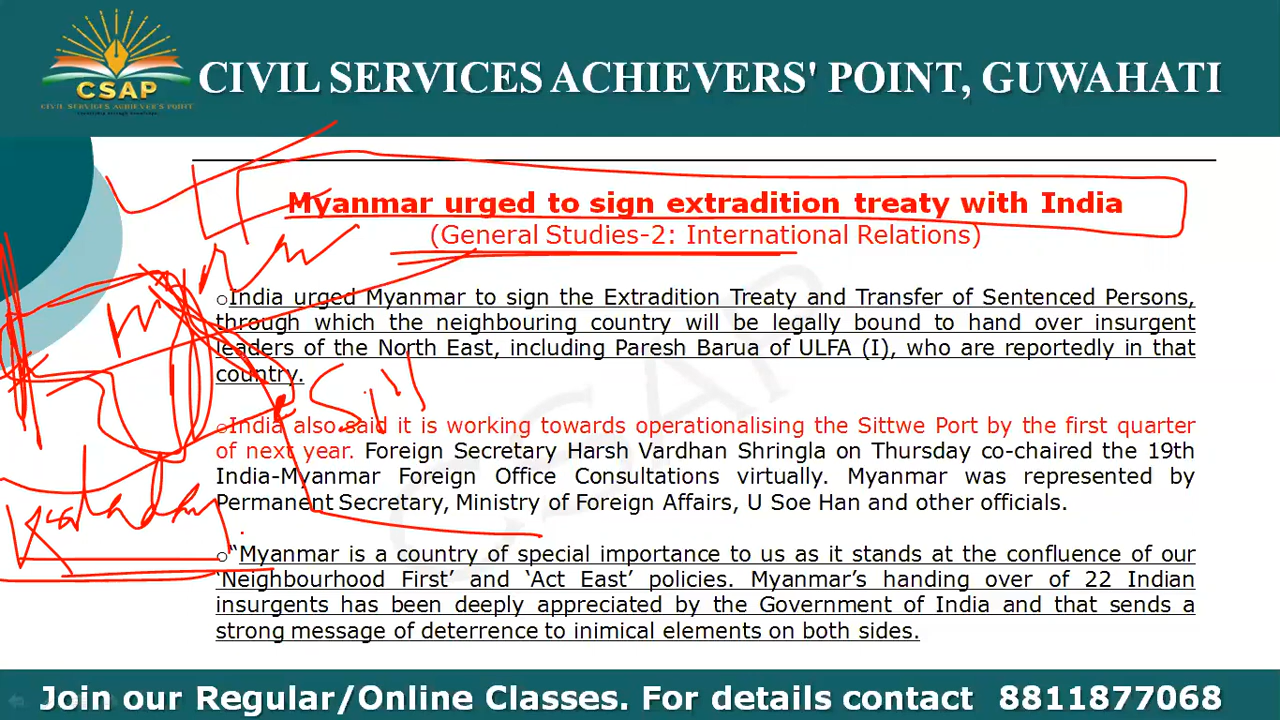 CSAP
CIVIL SERVICES ACHIEVER'S POINT
CIVIL SERVICES ACHIEVERS' POINT, GUWAHATI
Myanmar urged to sign extradition treaty with India
(General Studies-2: International Relations)
oIndia urged Myanmar to sign the Extradition Treaty and Transfer of Sentenced Persons,
through which the neighbouring country will be legally bound to hand over insurgent
leaders of the North East, including Paresh Barua of ULFA (I), who are reportedly in that
country.
oIndia also said it is working towards operationalising the Sittwe Port by the first quarter
of next year. Foreign Secretary Harsh Vardhan Shringla on Thursday co-chaired the 19th
India-Myanmar Foreign Office Consultations virtually. Myanmar was represented by
Permanent Secretary, Ministry of Foreign Affairs, U Soe Han and other officials.
o“Myanmar is a country of special importance to us as it stands at the confluence of our
‘Neighbourhood First’ and ‘Act East’ policies. Myanmar’s handing over of 22 Indian
insurgents has been deeply appreciated by the Government of India and that sends a
strong message of deterrence to inimical elements on both sides.
CSAP
Join our Regular/Online Classes. For details contact 8811877068